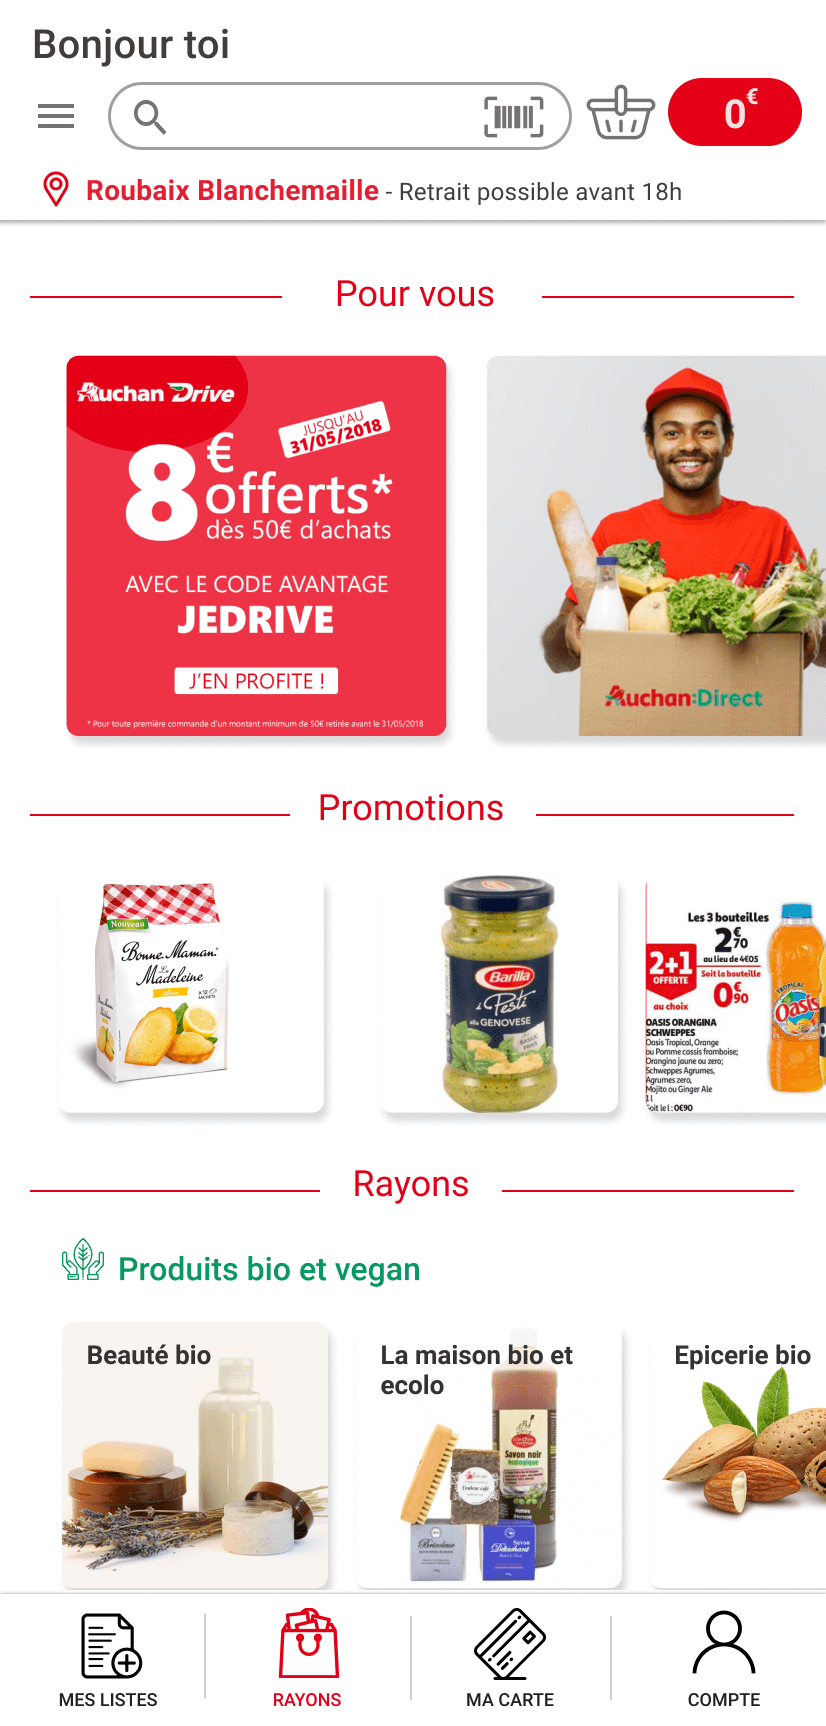 Bonjour toi
0€
Roubaix Blanchemaille - Retrait possible avant 18h
Pour vous
Auchan Drive
JUSQU'AU
31/05/2018
8€ offerts*
dès 50€ d'achats
AVEC LE CODE AVANTAGE
JEDRIVE
J'EN PROFITE !
* Pour toute première commande d'un montant minimum de 50€ retirée avant le 31/05/2018
Auchan:Direct
Promotions
Nouveau
Bonne Maman
La Madeleine
citron
x12 SACHETS
Barilla
i Pesti
alla GENOVESE
BASILIC FRAIS
Les 3 bouteilles
2€70
au lieu de 4€05
2+1
OFFERTE
au choix
Soit la bouteille
0€90
OASIS ORANGINA
SCHWEPPES
Oasis Tropical, Orange
ou Pomme cassis framboise;
Orangina jaune ou zero;
Schweppes Agrumes,
Agrumes zero,
Mojito ou Ginger Ale
1 l
Soit le l : 0€90
TROPICAL
Oasis
Rayons
Produits bio et vegan
Beauté bio
La maison bio et
ecolo
Epicerie bio
Savon noir
écologique
Bricoleur
Savon
Détachant
MES LISTES
RAYONS
MA CARTE
COMPTE